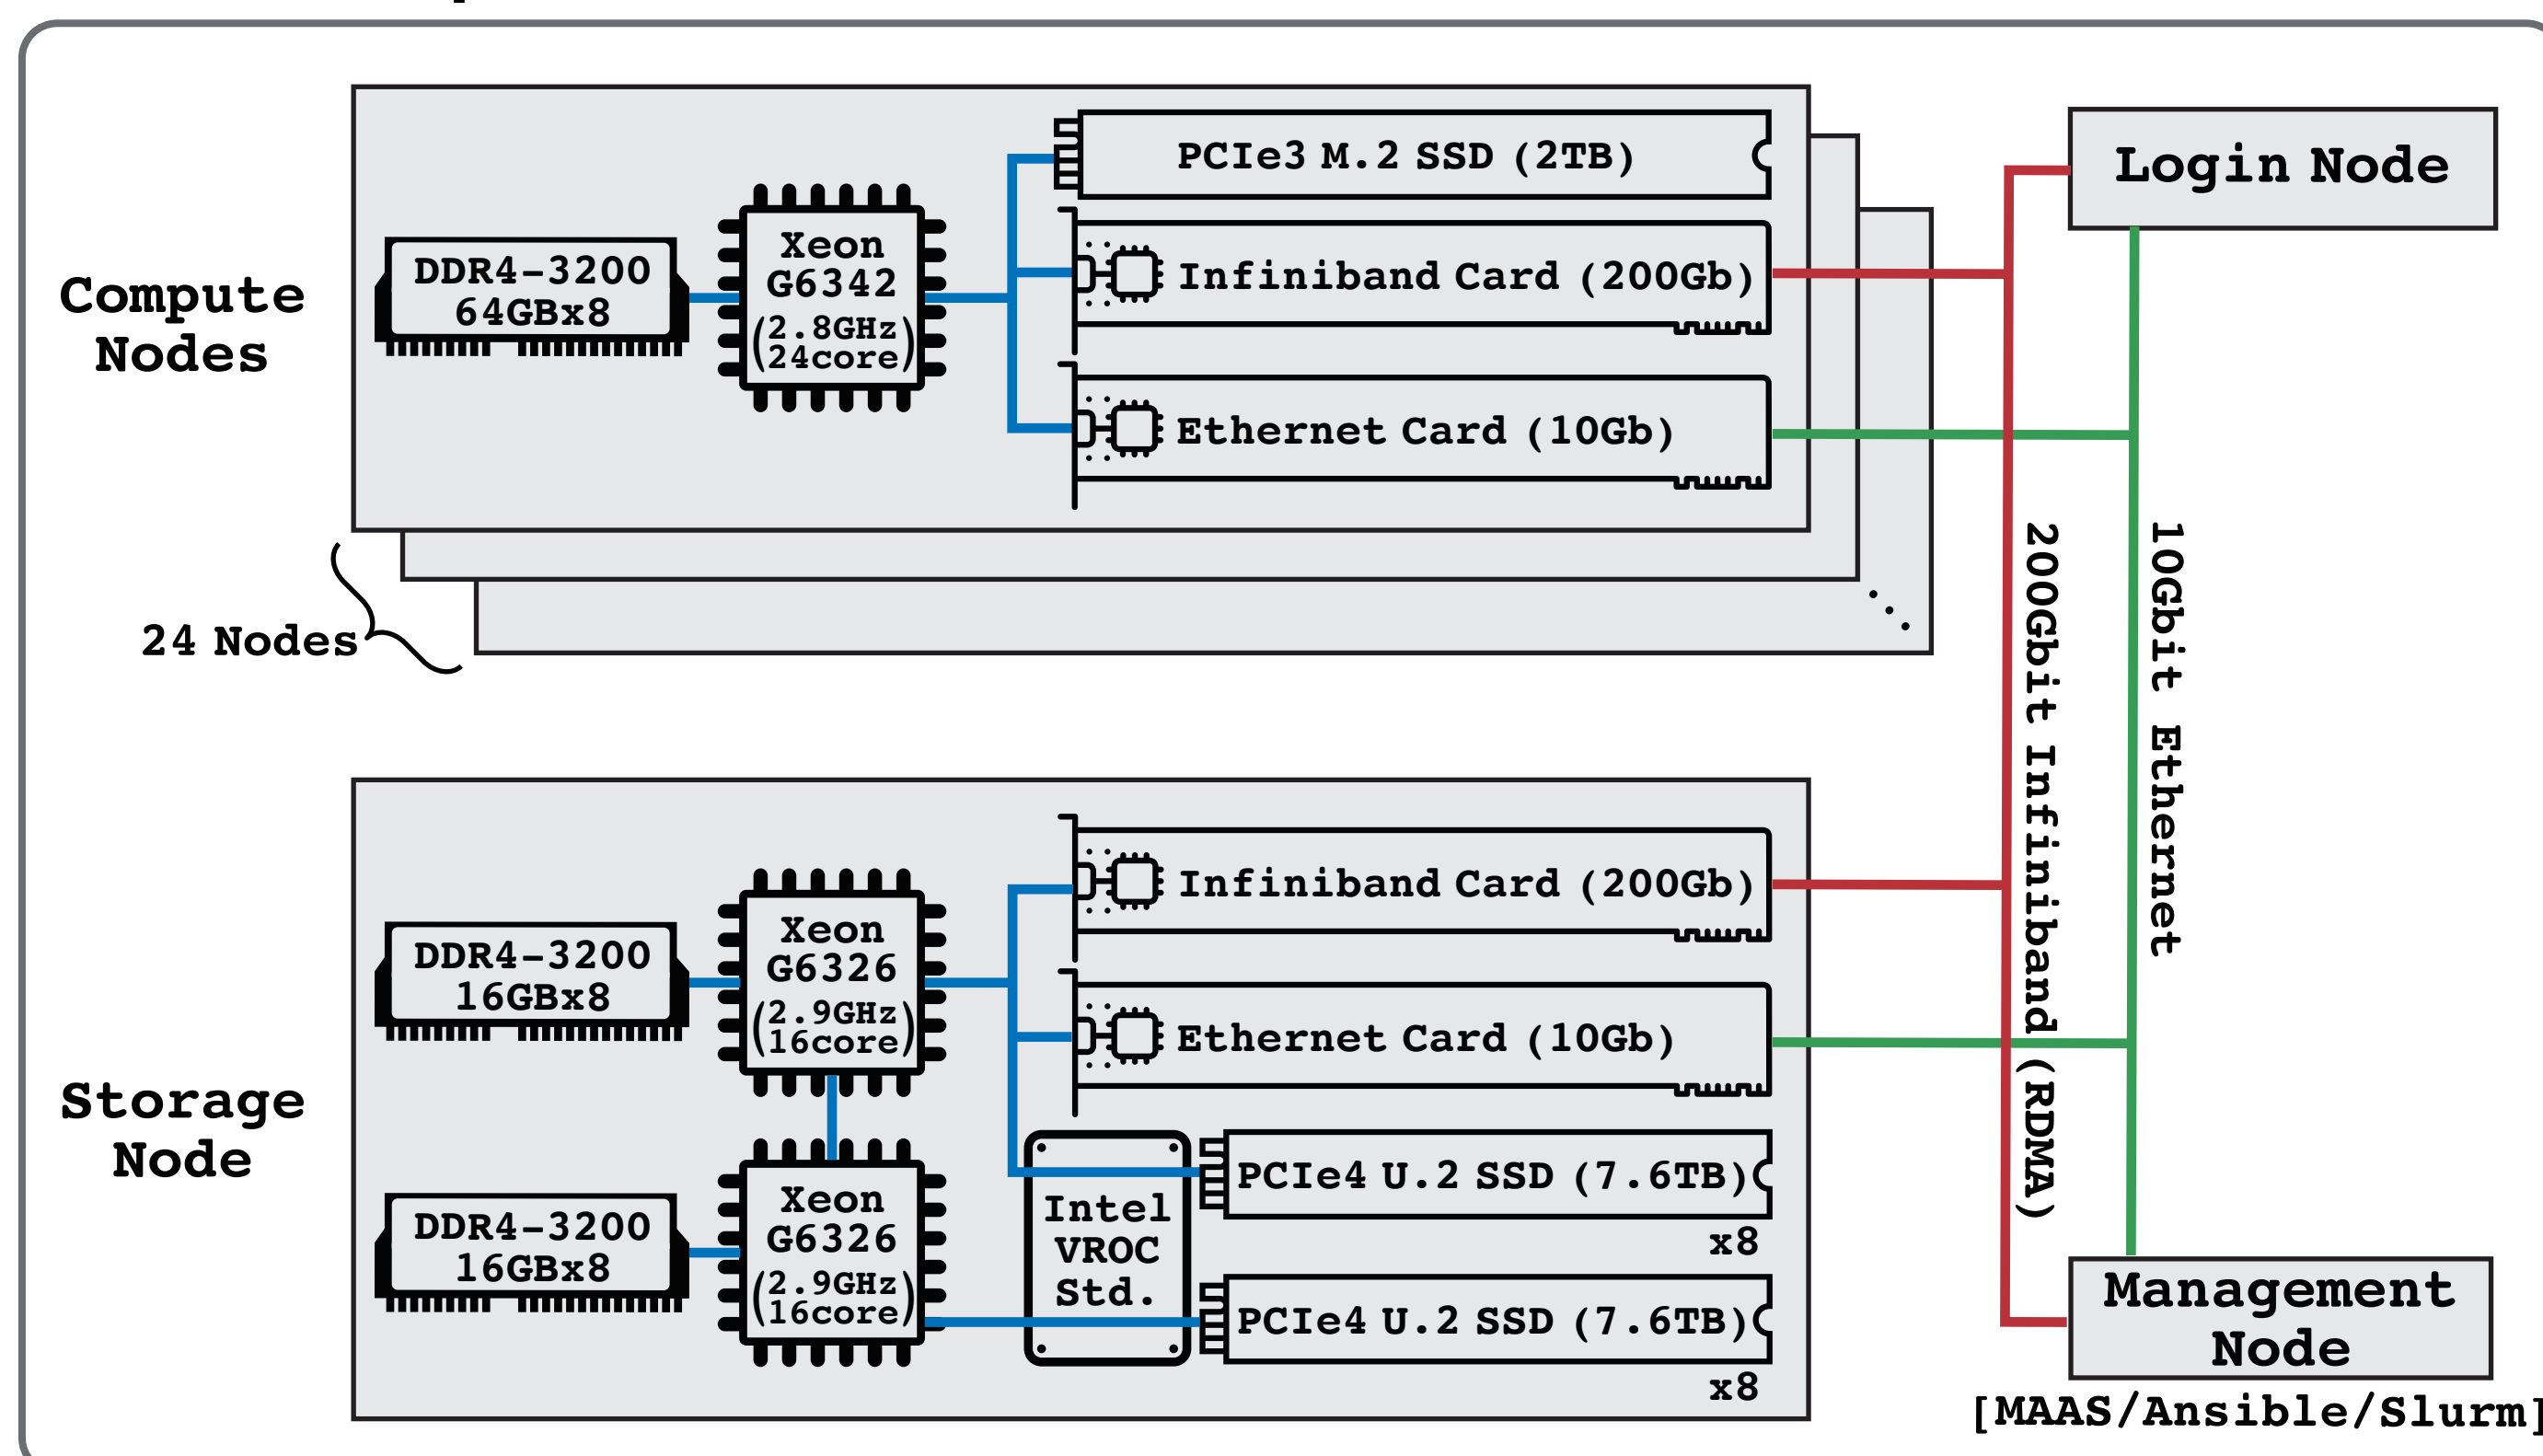 Compute
Nodes
24 Nodes
DDR4-3200
64GBx8
Xeon
G6342
(2.8GHz
24core)
PCIe3 M.2 SSD (2TB)
Infiniband Card (200Gb)
Ethernet Card (10Gb)
Login Node
200Gbit Infiniband (RDMA)
10Gbit Ethernet
Storage
Node
DDR4-3200
16GBx8
Xeon
G6326
(2.9GHz
16core)
Infiniband Card (200Gb)
Ethernet Card (10Gb)
DDR4-3200
16GBx8
Xeon
G6326
(2.9GHz
16core)
Intel
VROC
Std.
PCIe4 U.2 SSD (7.6TB)
x8
PCIe4 U.2 SSD (7.6TB)
x8
Management
Node
[MAAS/Ansible/Slurm]